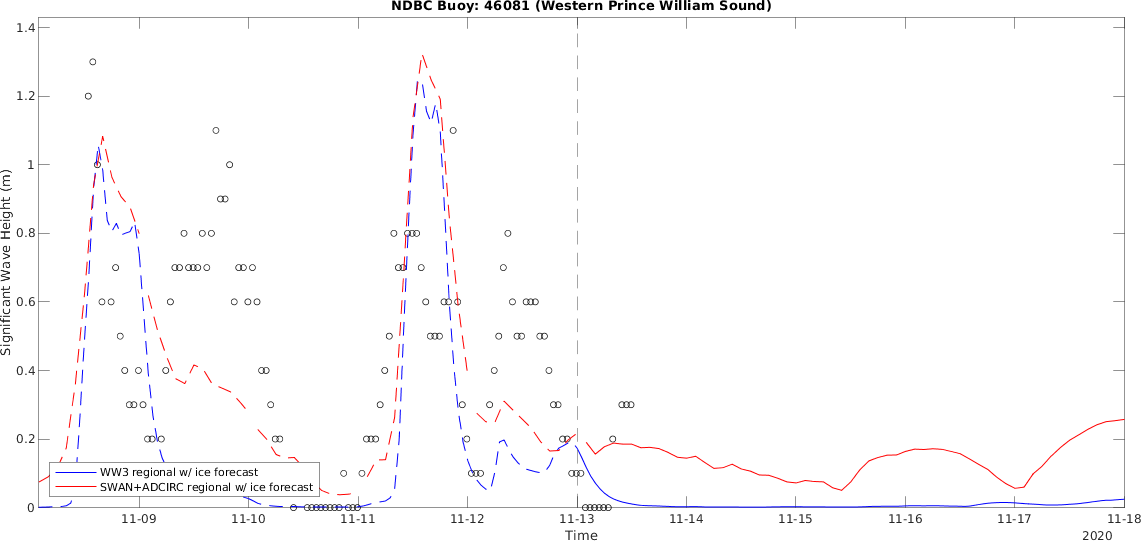 NDBC Buoy: 46081 (Western Prince William Sound)
Significant Wave Height (m)
1.4
1.2
1
0.8
0.6
0.4
0.2
0
WW3 regional w/ ice forecast
SWAN+ADCIRC regional w/ ice forecast
11-09 11-10 11-11 11-12 11-13 11-14 11-15 11-16 11-17 11-18
Time
2020